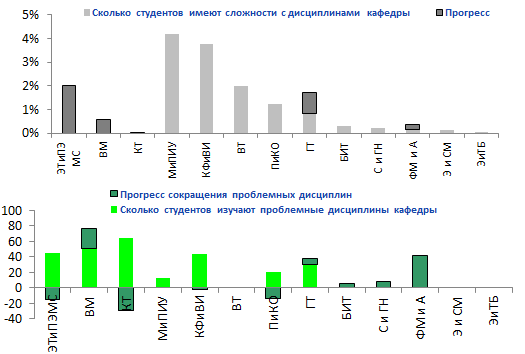 Сколько студентов имеют сложности с дисциплинами кафедры
Прогресс
5%
4%
3%
2%
1%
0%
ЭТиПЭ
МС
ВМ
КТ
МиПИУ
КФиВИ
ВТ
ПиКО
ГТ
БИТ
С и ГН
ФМ и А
Э и СМ
ЭиТБ
Прогресс сокращения проблемных дисциплин
Сколько студентов изучают проблемные дисциплины кафедры
100
80
60
40
20
0
-20
-40
ЭТиПЭМС
ВМ
КТ
МиПИУ
КФиВИ
ВТ
ПиКО
ГТ
БИТ
С и ГН
ФМ и А
Э и СМ
ЭиТБ